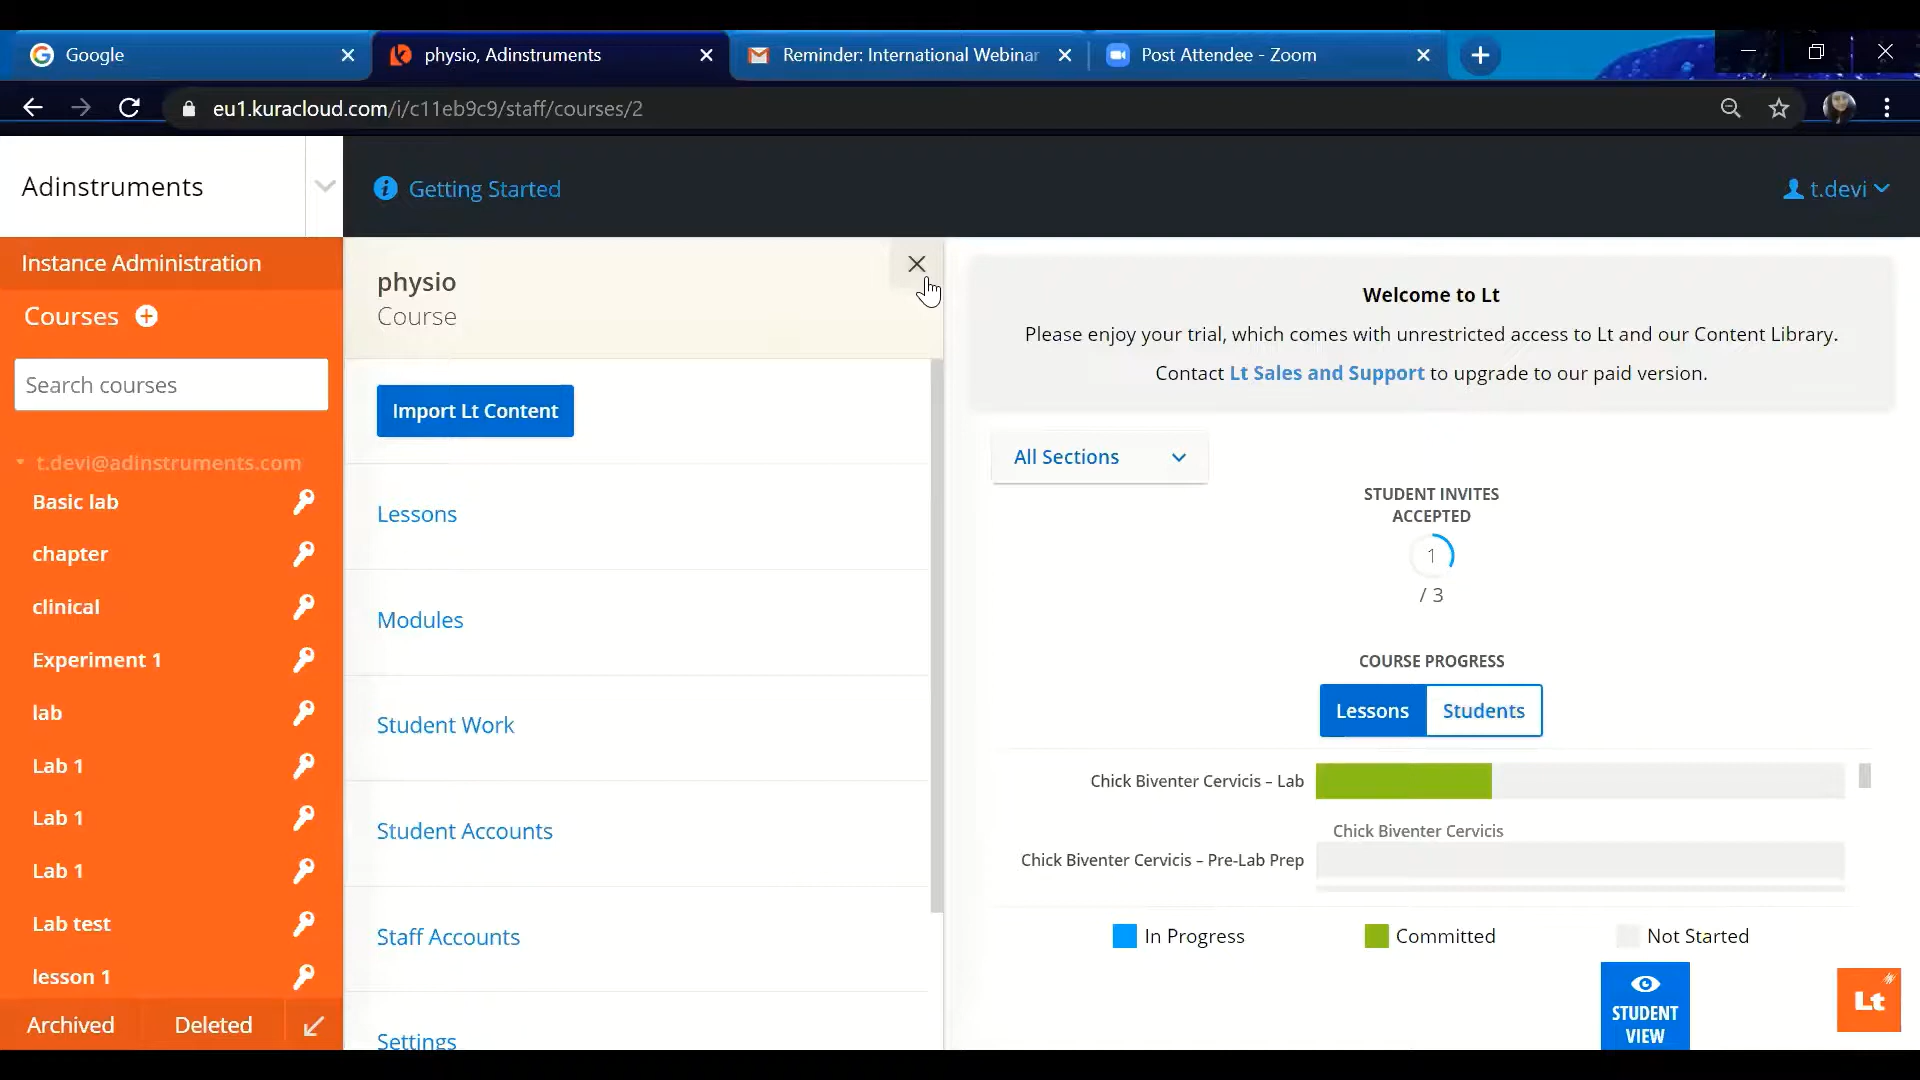 Google
physio, Adinstruments
Reminder: International Webinar
Post Attendee - Zoom
eu1.kuracloud.com/i/c11eb9c9/staff/courses/2
Adinstruments
Getting Started
t.devi
Instance Administration
Courses
Search courses
t.devi@adinstruments.com
Basic lab
chapter
clinical
Experiment 1
lab
Lab 1
Lab 1
Lab 1
Lab test
lesson 1
Archived
Deleted
physio
Course
Import Lt Content
Lessons
Modules
Student Work
Student Accounts
Staff Accounts
Settings
Welcome to Lt
Please enjoy your trial, which comes with unrestricted access to Lt and our Content Library.
Contact Lt Sales and Support to upgrade to our paid version.
All Sections
STUDENT INVITES
ACCEPTED
1
/ 3
COURSE PROGRESS
Lessons
Students
Chick Biventer Cervicis – Lab
Chick Biventer Cervicis
Chick Biventer Cervicis – Pre-Lab Prep
In Progress
Committed
Not Started
STUDENT
VIEW
Lt